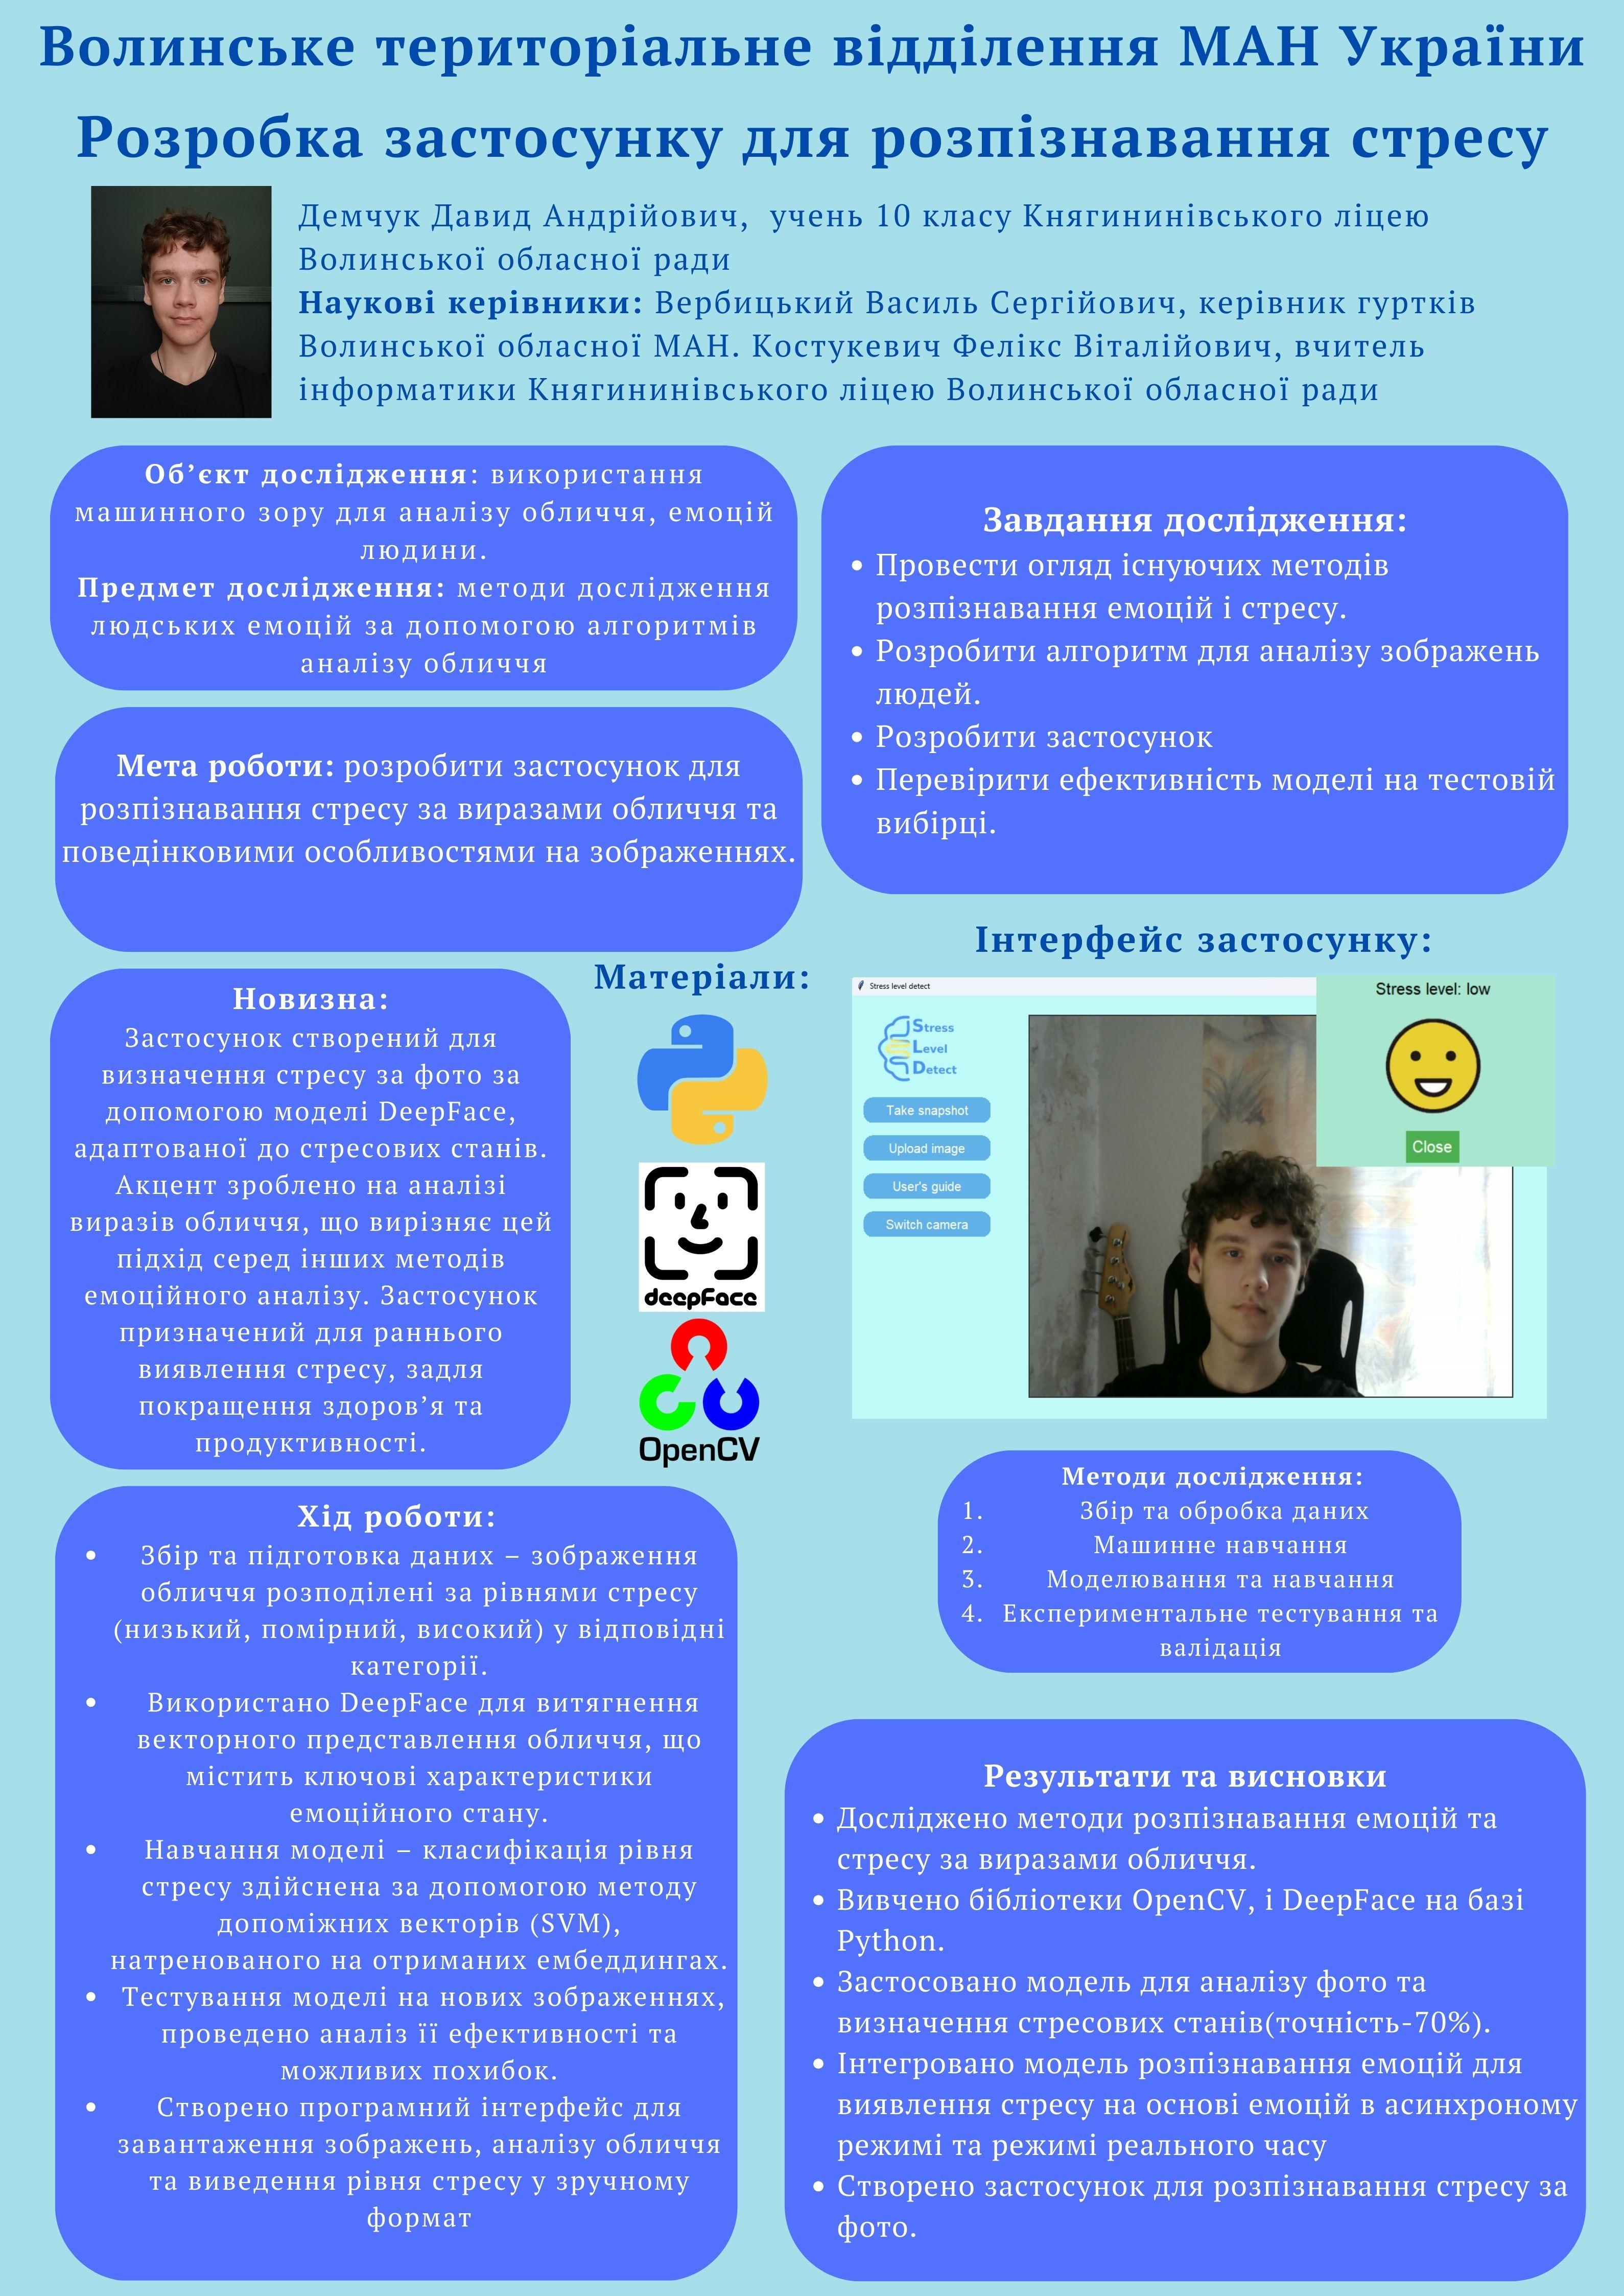 Волинське територіальне відділення МАН України
Розробка застосунку для розпізнавання стресу
Демчук Давид Андрійович, учень 10 класу Княгининівського ліцею
Волинської обласної ради
Наукові керівники: Вербицький Василь Сергійович, керівник гуртків
Волинської обласної МАН. Костукевич Фелікс Віталійович, вчитель
інформатики Княгининівського ліцею Волинської обласної ради
Об’єкт дослідження: використання
машинного зору для аналізу обличчя, емоцій
людини.
Предмет дослідження: методи дослідження
людських емоцій за допомогою алгоритмів
аналізу обличчя
Мета роботи: розробити застосунок для
розпізнавання стресу за виразами обличчя та
поведінковими особливостями на зображеннях.
Завдання дослідження:
• Провести огляд існуючих методів
розпізнавання емоцій і стресу.
• Розробити алгоритм для аналізу зображень
людей.
• Розробити застосунок
• Перевірити ефективність моделі на тестовій
вибірці.
Новизна:
Застосунок створений для
визначення стресу за фото за
допомогою моделі DeepFace,
адаптованої до стресових станів.
Акцент зроблено на аналізі
виразів обличчя, що вирізняє цей
підхід серед інших методів
емоційного аналізу. Застосунок
призначений для раннього
виявлення стресу, задля
покращення здоров’я та
продуктивності.
Матеріали:
deepFace
OpenCV
Інтерфейс застосунку:
Stress level detect
Stress
Level
Detect
Take snapshot
Upload image
User's guide
Switch camera
Stress level: low
Close
Методи дослідження:
1. Збір та обробка даних
2. Машинне навчання
3. Моделювання та навчання
4. Експериментальне тестування та
валідація
Хід роботи:
• Збір та підготовка даних – зображення
обличчя розподілені за рівнями стресу
(низький, помірний, високий) у відповідні
категорії.
• Використано DeepFace для витягнення
векторного представлення обличчя, що
містить ключові характеристики
емоційного стану.
• Навчання моделі – класифікація рівня
стресу здійснена за допомогою методу
допоміжних векторів (SVM),
натренованого на отриманих ембеддингах.
• Тестування моделі на нових зображеннях,
проведено аналіз її ефективності та
можливих похибок.
• Створено програмний інтерфейс для
завантаження зображень, аналізу обличчя
та виведення рівня стресу у зручному
формат
Результати та висновки
• Досліджено методи розпізнавання емоцій та
стресу за виразами обличчя.
• Вивчено бібліотеки OpenCV, і DeepFace на базі
Python.
• Застосовано модель для аналізу фото та
визначення стресових станів(точність-70%).
• Інтегровано модель розпізнавання емоцій для
виявлення стресу на основі емоцій в асинхроному
режимі та режимі реального часу
• Створено застосунок для розпізнавання стресу за
фото.